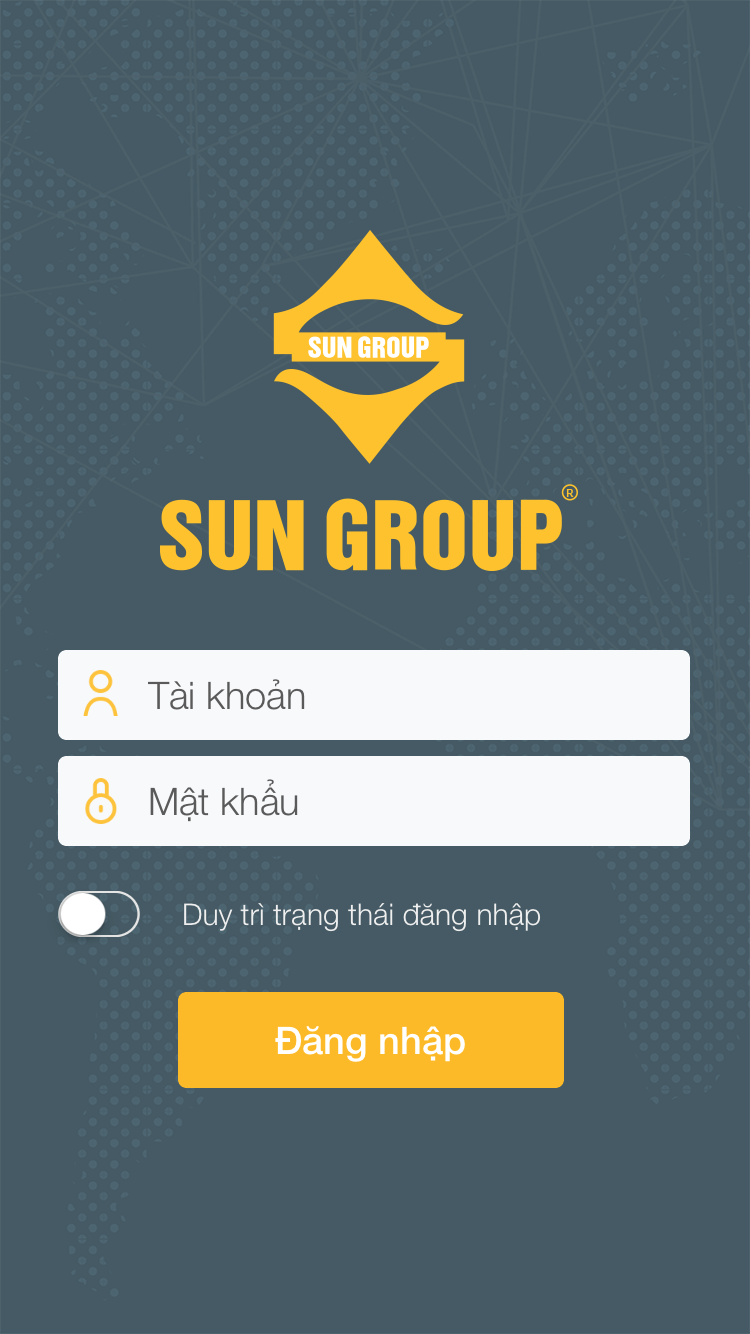 SUN GROUP
SUN GROUP®
Tài khoản
Mật khẩu
Duy trì trạng thái đăng nhập
Đăng nhập